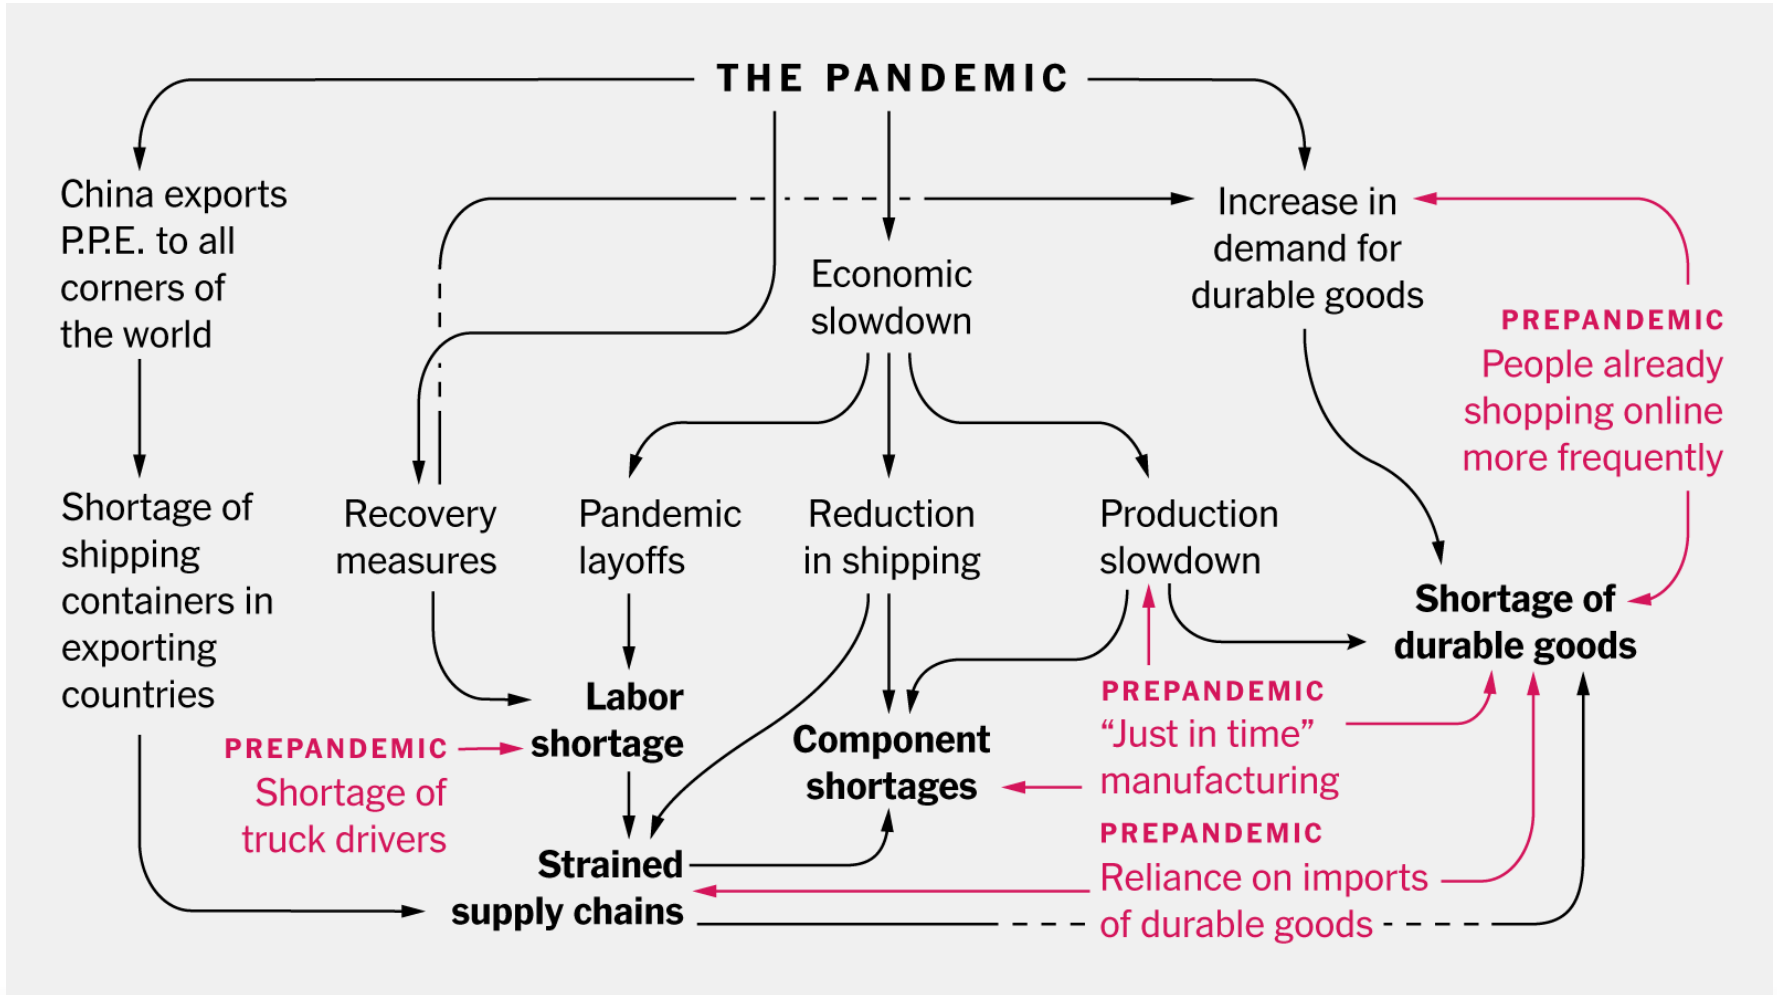 THE PANDEMIC
China exports
P.P.E. to all
corners of
the world
Increase in
demand for
durable goods
Economic
slowdown
PREPANDEMIC
People already
shopping online
more frequently
Shortage of
shipping
containers in
exporting
countries
Recovery
measures
Pandemic
layoffs
Reduction
in shipping
Production
slowdown
Shortage of
durable goods
Labor
shortage
PREPANDEMIC
Shortage of
truck drivers
Component
shortages
PREPANDEMIC
“Just in time”
manufacturing
PREPANDEMIC
Reliance on imports
of durable goods
Strained
supply chains